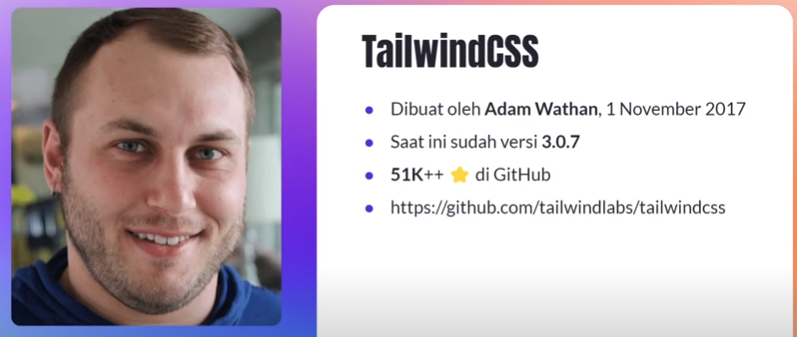 TailwindCSS
Dibuat oleh Adam Wathan, 1 November 2017
Saat ini sudah versi 3.0.7
51K++ ⭐ di GitHub
https://github.com/tailwindlabs/tailwindcss